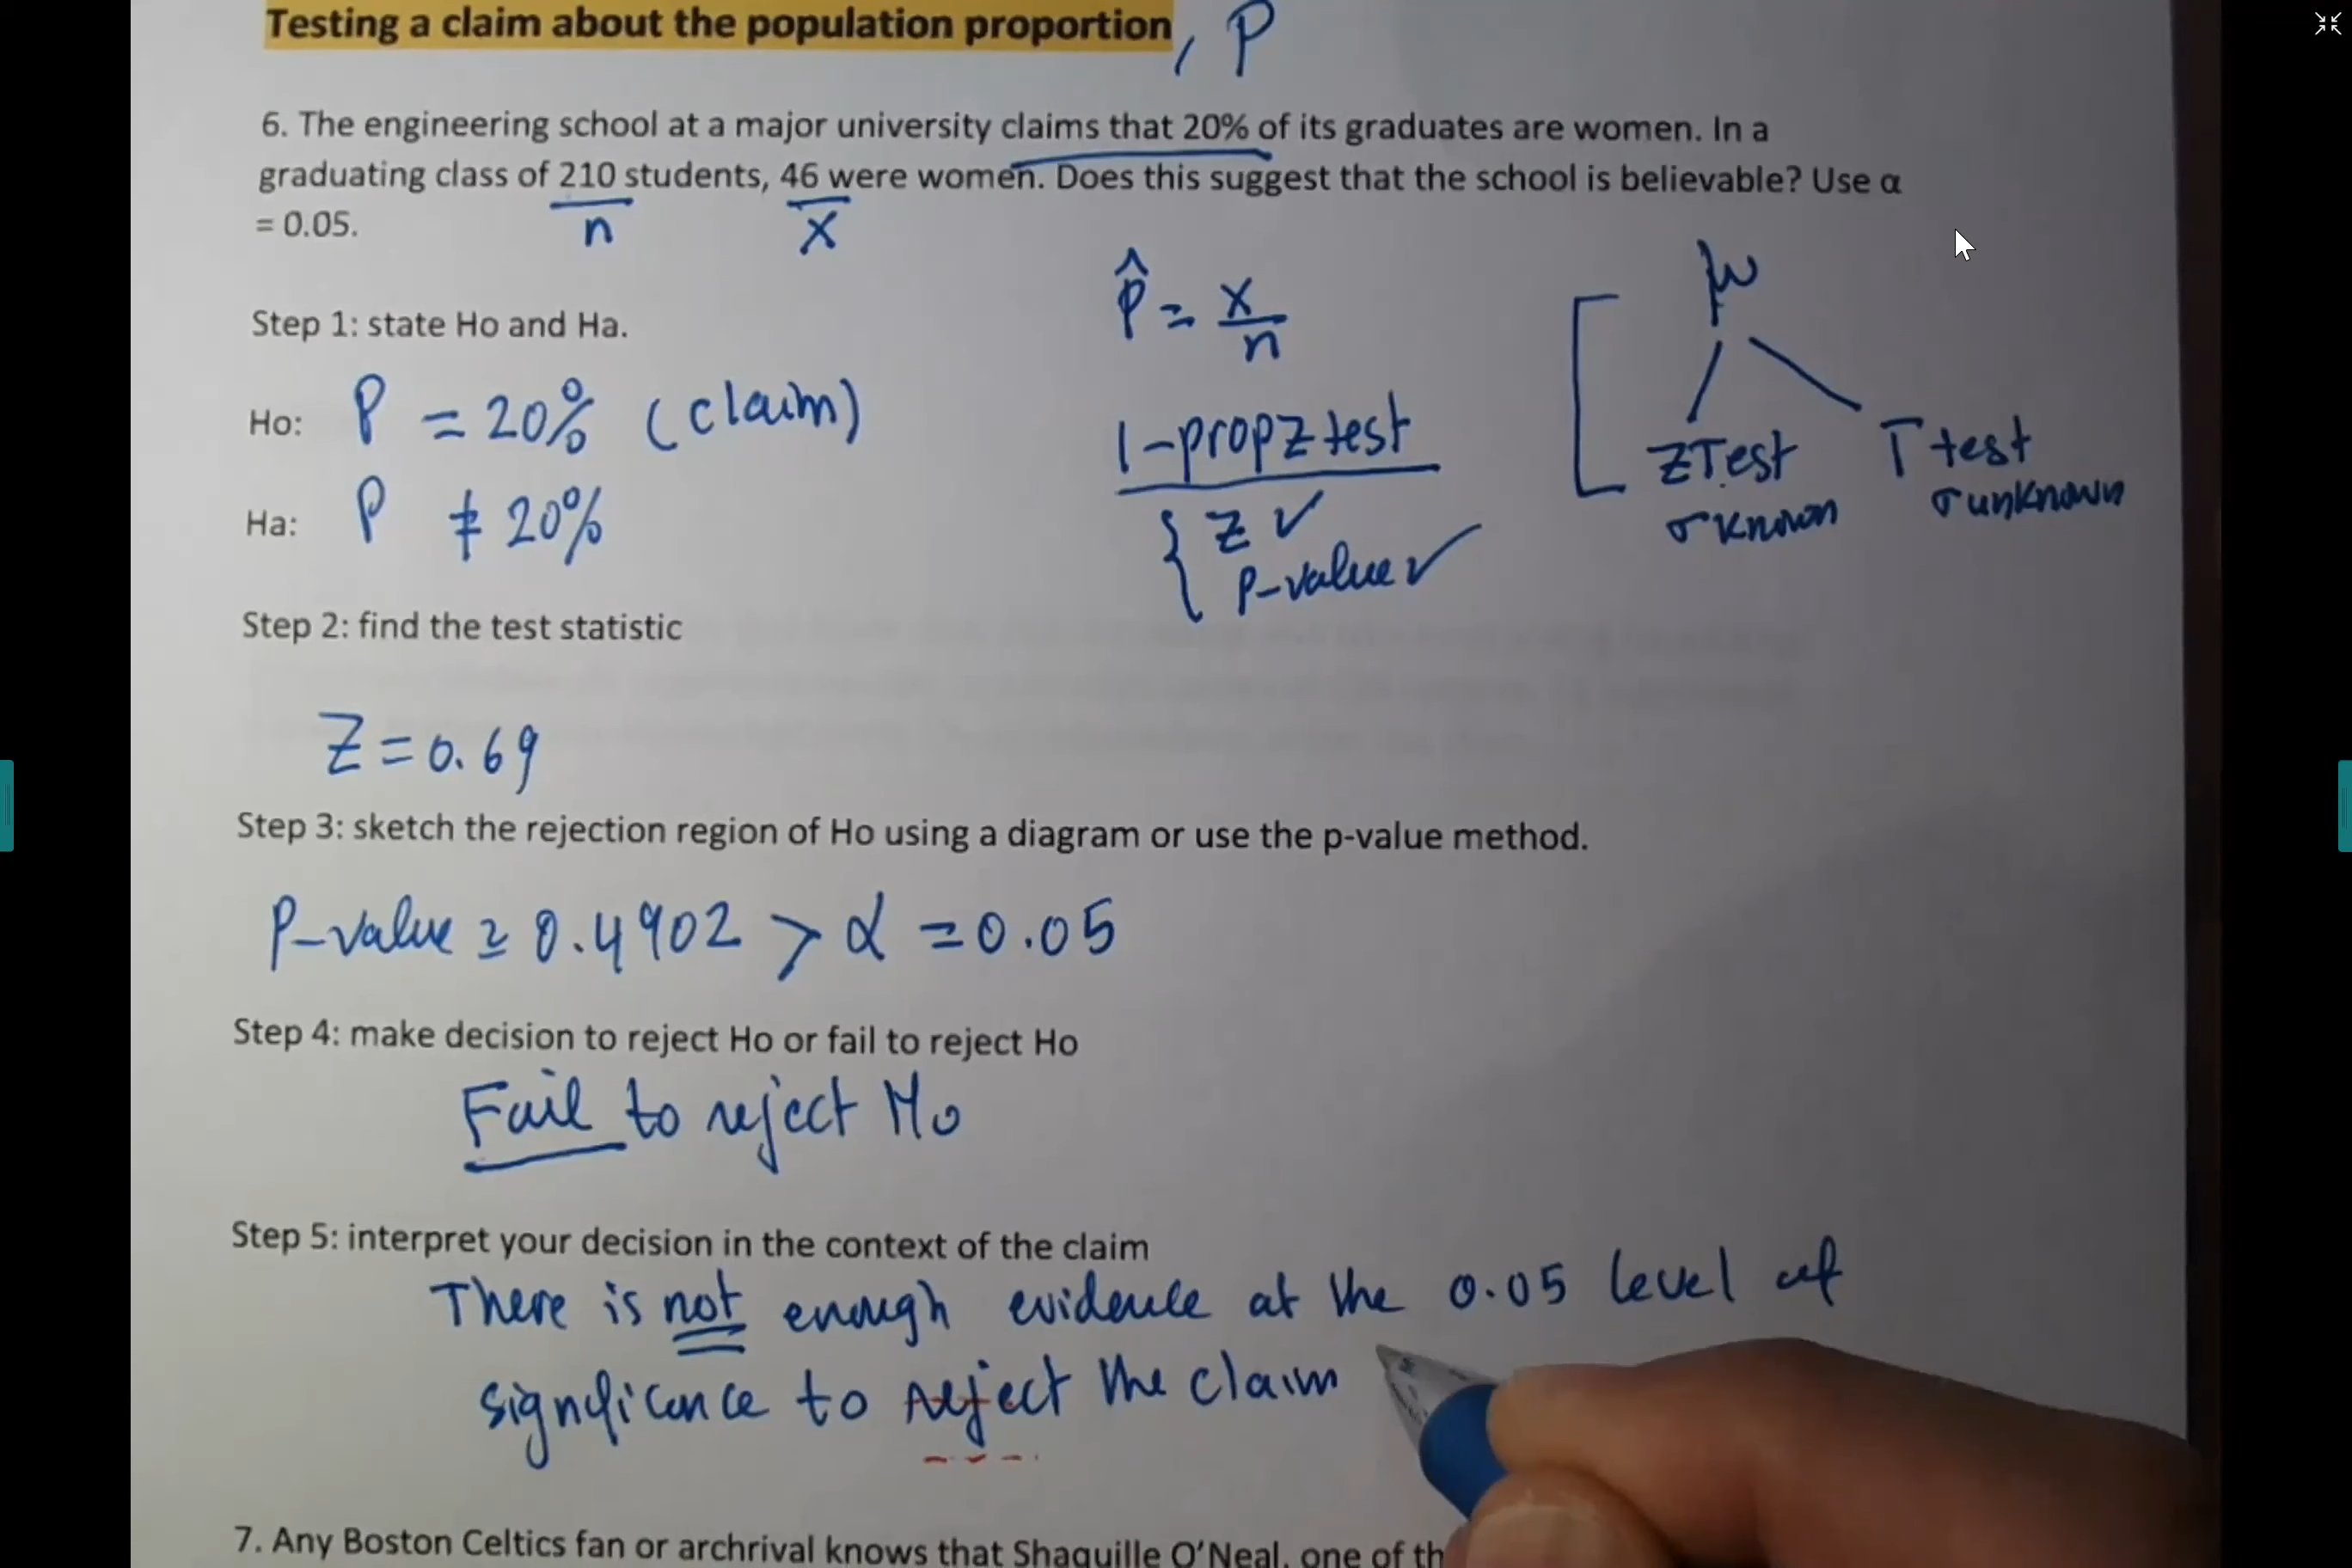 Testing a claim about the population proportion, P
6. The engineering school at a major university claims that 20% of its graduates are women. In a
graduating class of 210 students, 46 were women. Does this suggest that the school is believable? Use α
= 0.05.
n
x
p̂ = x/n
μ
Step 1: state Ho and Ha.
Ho: P = 20% (claim)
1-propztest
ZTest
T test
σ known
σ unknown
Ha: P ≠ 20%
{ Z ✓
P-value ✓
Step 2: find the test statistic
Z = 0.69
Step 3: sketch the rejection region of Ho using a diagram or use the p-value method.
P-value = 0.4902 > α = 0.05
Step 4: make decision to reject Ho or fail to reject Ho
Fail to reject Ho
Step 5: interpret your decision in the context of the claim
There is not enough evidence at the 0.05 level of
significance to reject the claim
7. Any Boston Celtics fan or archrival knows that Shaquille O'Neal, one of th